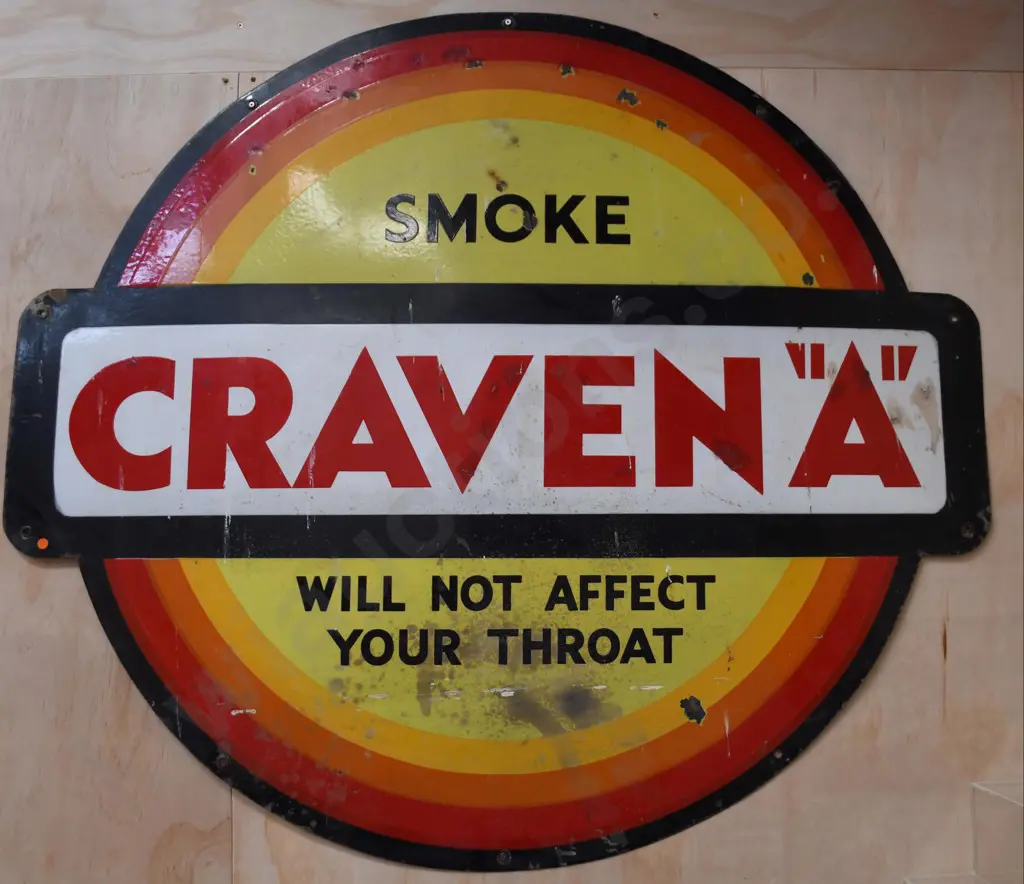 SMOKE
CRAVEN "A"
WILL NOT AFFECT
YOUR THROAT